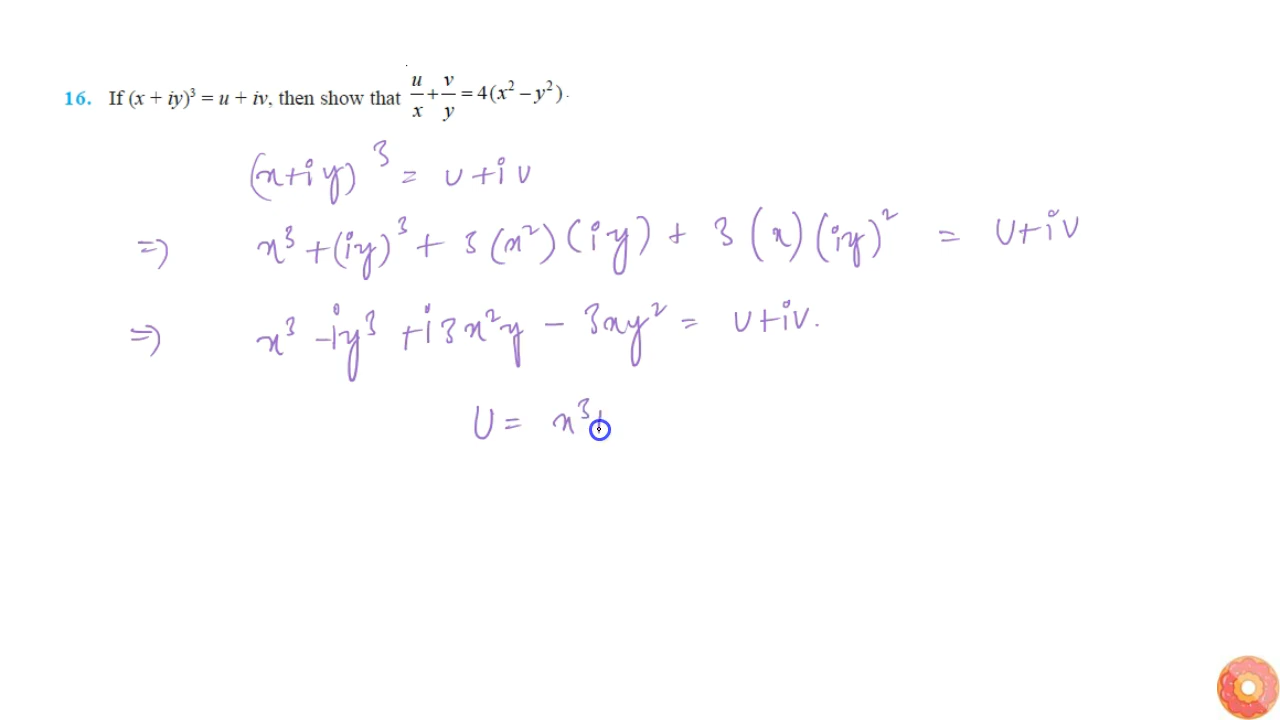 16. If (x + iy)³ = u + iv, then show that u/x + v/y = 4(x² – y²).
(x+iy)³ = u+iv
=> x³+(iy)³+ 3(x²)(iy)+ 3(x)(iy)² = u+iv
=> x³ -iy³ +i3x²y - 3xy² = u+iv.
U= x³